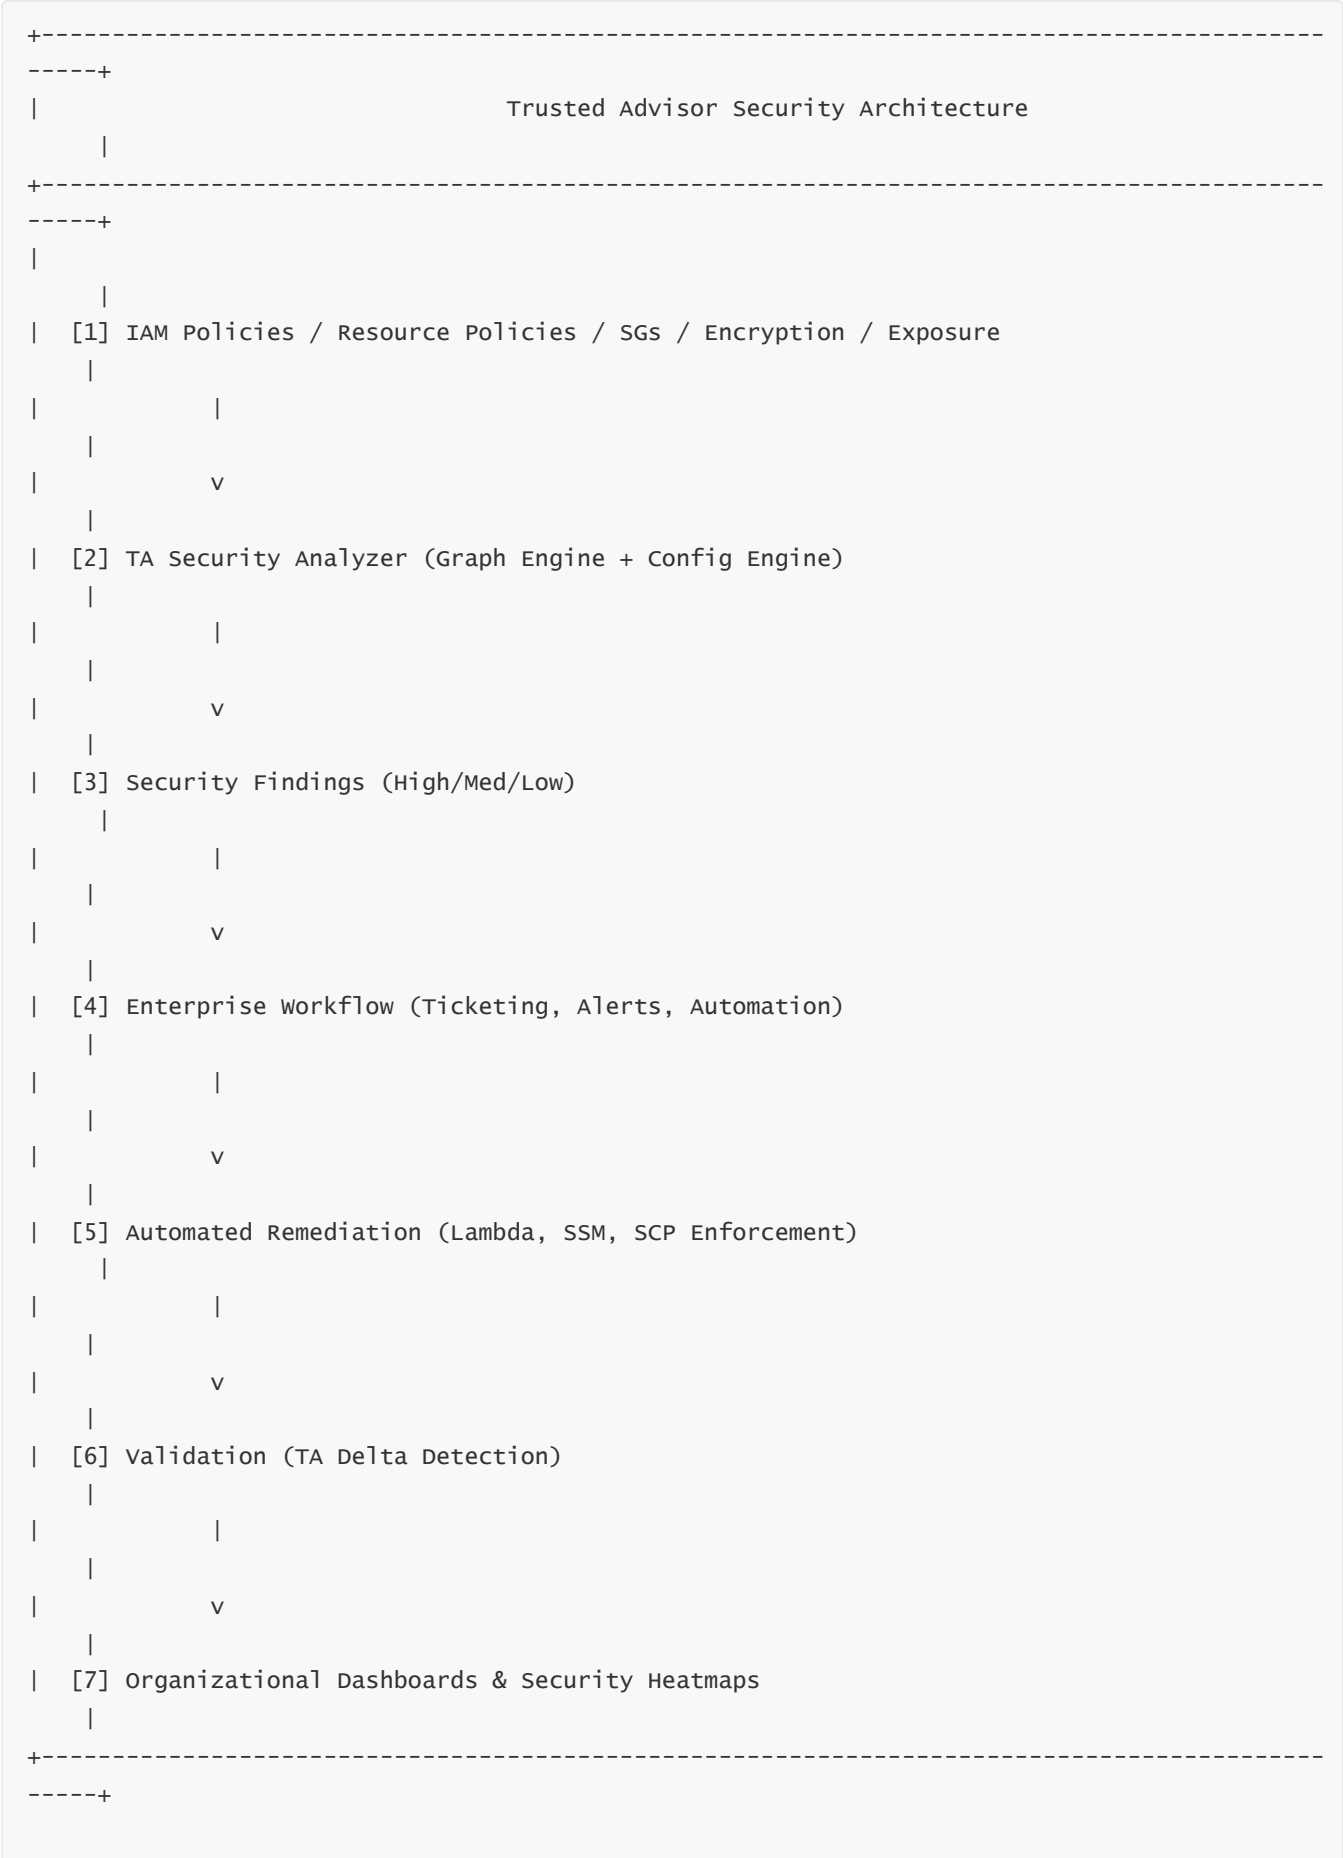 +-------------------------------------------------------------------------------------------
-----+
|                                 Trusted Advisor Security Architecture
     |
+-------------------------------------------------------------------------------------------
-----+
|
     |
|  [1] IAM Policies / Resource Policies / SGs / Encryption / Exposure
    |
|            |
    |
|            v
    |
|  [2] TA Security Analyzer (Graph Engine + Config Engine)
    |
|            |
    |
|            v
    |
|  [3] Security Findings (High/Med/Low)
     |
|            |
    |
|            v
    |
|  [4] Enterprise Workflow (Ticketing, Alerts, Automation)
    |
|            |
    |
|            v
    |
|  [5] Automated Remediation (Lambda, SSM, SCP Enforcement)
     |
|            |
    |
|            v
    |
|  [6] Validation (TA Delta Detection)
    |
|            |
    |
|            v
    |
|  [7] Organizational Dashboards & Security Heatmaps
    |
+-------------------------------------------------------------------------------------------
-----+